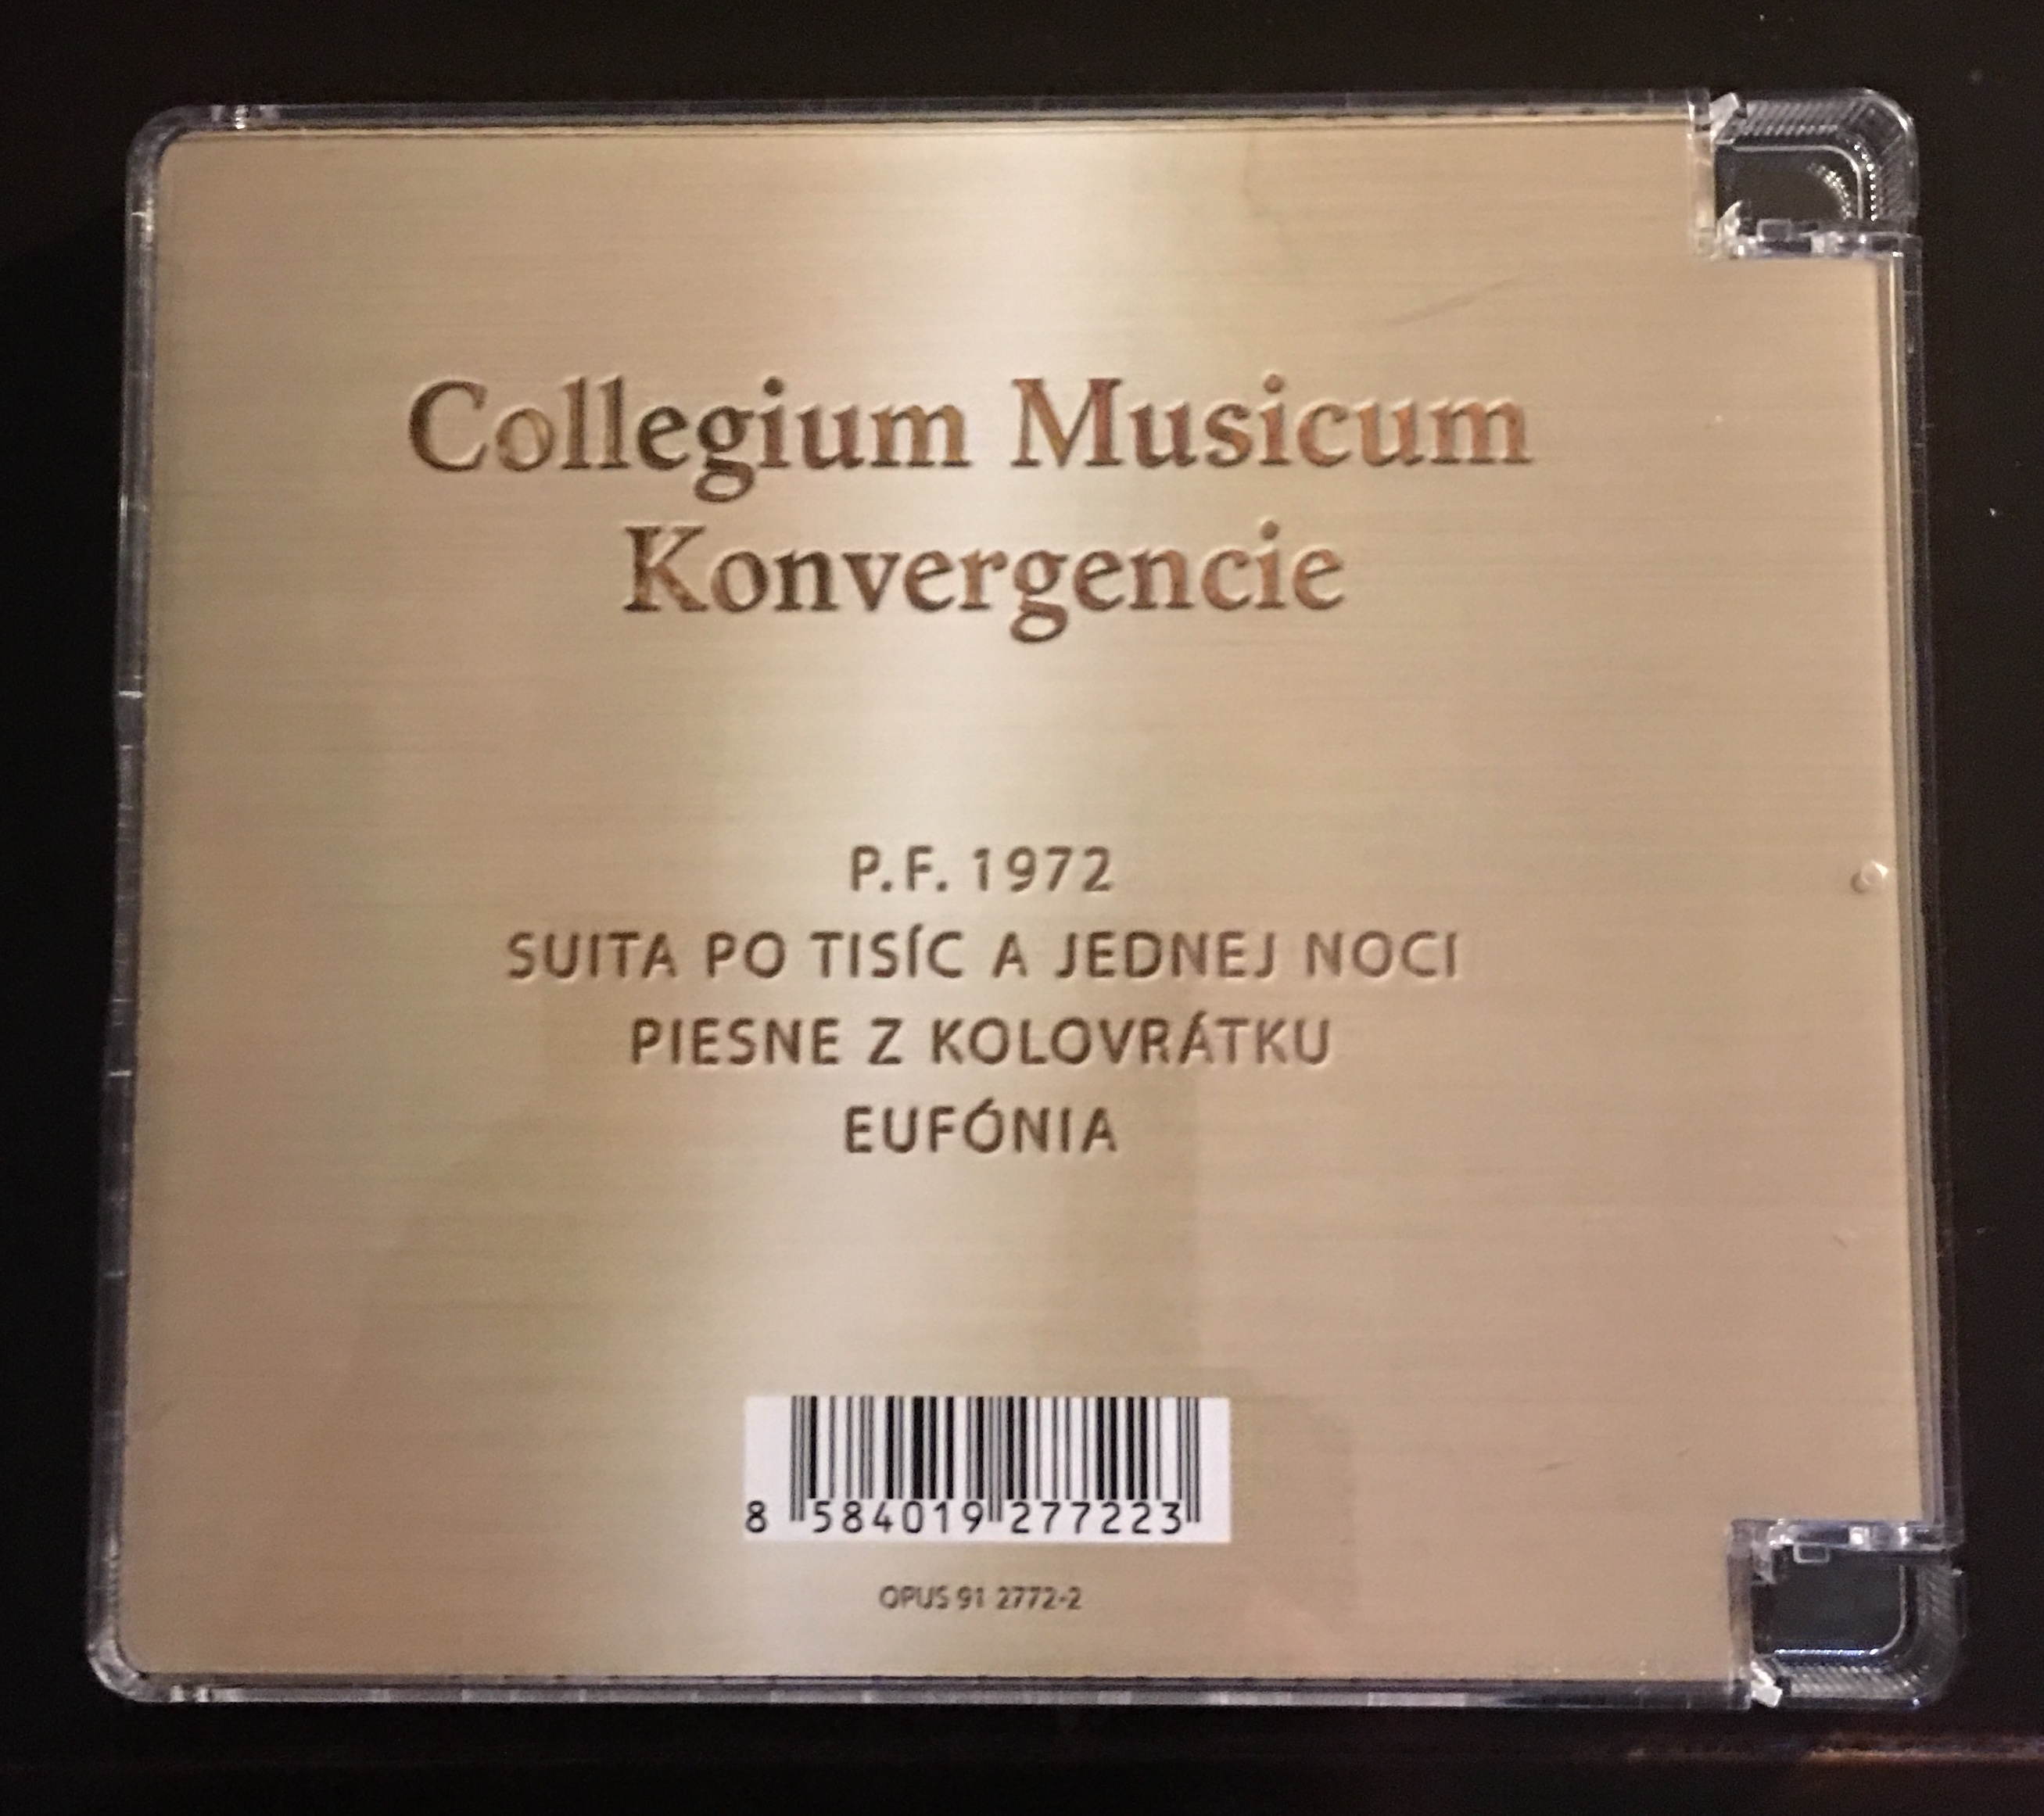 Collegium Musicum
Konvergencie
P.F. 1972
SUITA PO TISÍC A JEDNEJ NOCI
PIESNE Z KOLOVRÁTKU
EUFÓNIA
8 584019 277223
OPUS 91 2772-2